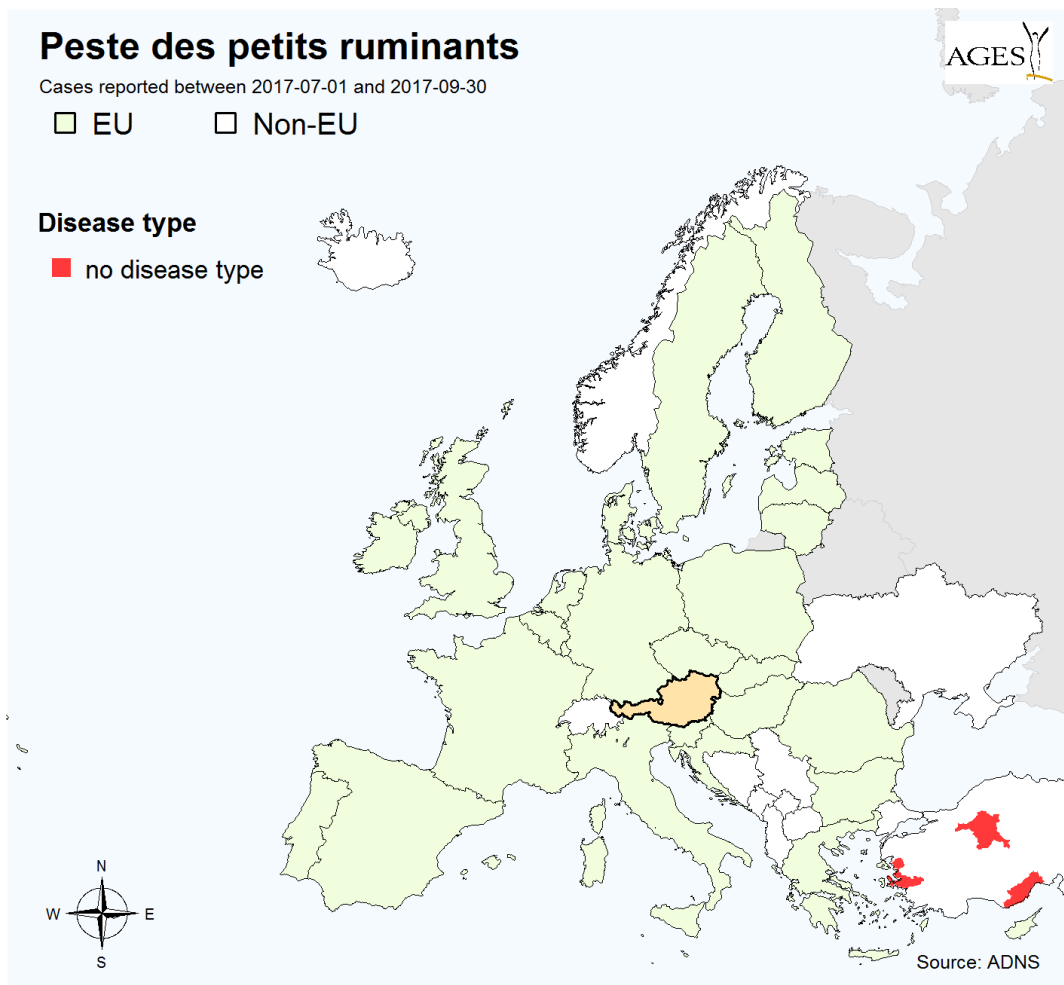 Peste des petits ruminants
AGES
Cases reported between 2017-07-01 and 2017-09-30
EU Non-EU
Disease type
no disease type
N
W E
S
Source: ADNS